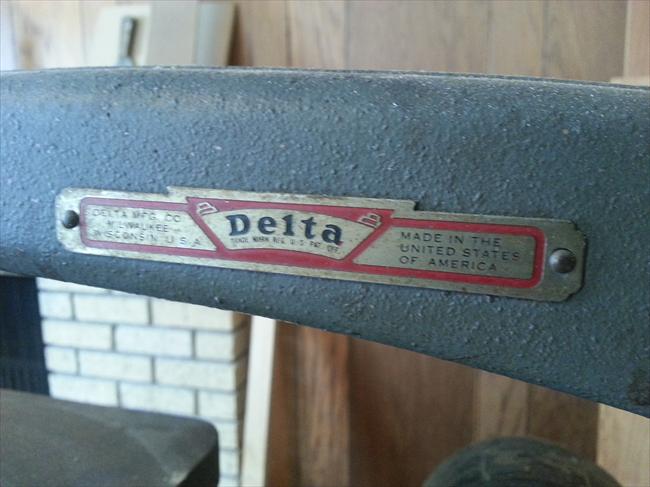 DELTA MFG. CO
MILWAUKEE
WISCONSIN U.S.A.
Delta
TRADE MARK REG. U.S. PAT. OFF.
MADE IN THE
UNITED STATES
OF AMERICA